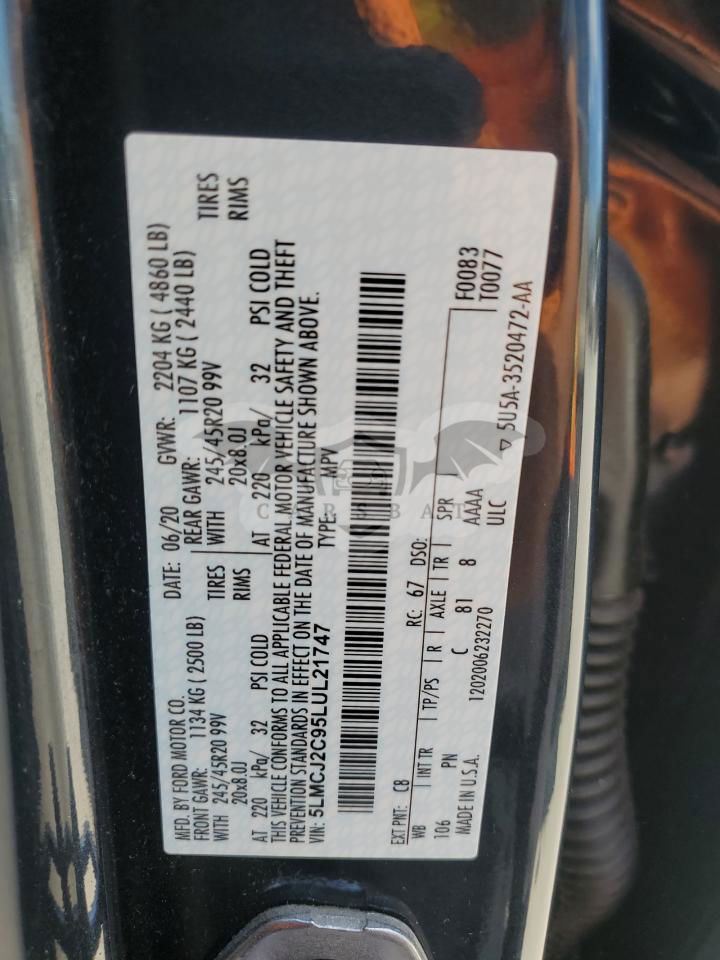 MFD. BY FORD MOTOR CO. DATE: 06/20 GVWR: 2204 KG ( 4860 LB)
FRONT GAWR: 1134 KG ( 2500 LB) REAR GAWR: 1107 KG ( 2440 LB)
WITH 245/45R20 99V TIRES WITH 245/45R20 99V TIRES
20x8.0J RIMS 20x8.0J RIMS
AT 220 kPa/ 32 PSI COLD AT 220 kPa/ 32 PSI COLD
THIS VEHICLE CONFORMS TO ALL APPLICABLE FEDERAL MOTOR VEHICLE SAFETY AND THEFT
PREVENTION STANDARDS IN EFFECT ON THE DATE OF MANUFACTURE SHOWN ABOVE.
VIN: 5LMCJ2C95LUL21747 TYPE: MPV
CARSBAT
EXT PNT: C8 RC: 67 DSO: F0083
WB INT TR TP/PS R AXLE TR SPR T0077
106 PN C 81 8 AAAA
MADE IN U.S.A. 1202006232270 ULC ▽ 5U5A-3520472-AA